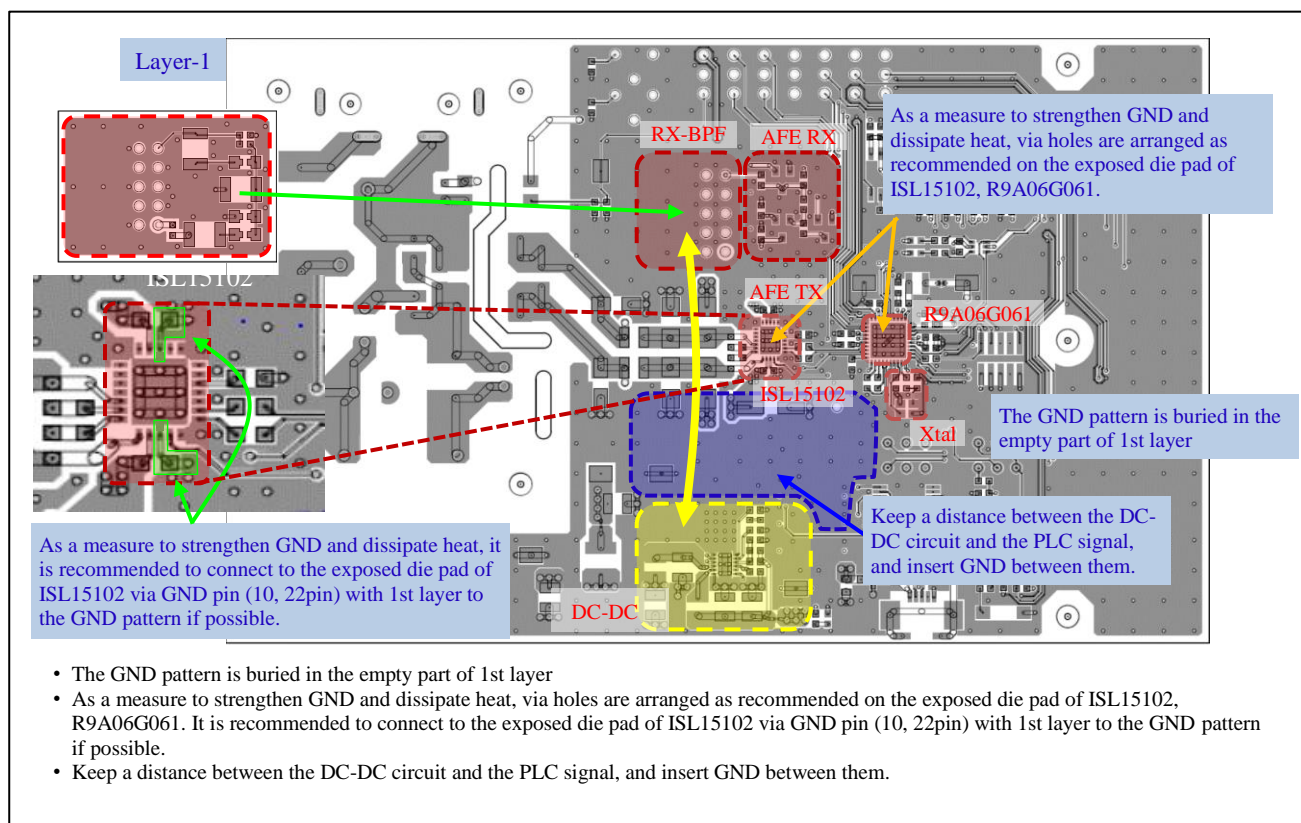 Layer-1
RX-BPF
AFE RX
As a measure to strengthen GND and
dissipate heat, via holes are arranged as
recommended on the exposed die pad of
ISL15102, R9A06G061.
ISL15102
AFE TX
R9A06G061
ISL15102
Xtal
The GND pattern is buried in the
empty part of 1st layer
Keep a distance between the DC-
DC circuit and the PLC signal,
and insert GND between them.
As a measure to strengthen GND and dissipate heat, it
is recommended to connect to the exposed die pad of
ISL15102 via GND pin (10, 22pin) with 1st layer to
the GND pattern if possible.
DC-DC
• The GND pattern is buried in the empty part of 1st layer
• As a measure to strengthen GND and dissipate heat, via holes are arranged as recommended on the exposed die pad of ISL15102,
R9A06G061. It is recommended to connect to the exposed die pad of ISL15102 via GND pin (10, 22pin) with 1st layer to the GND pattern
if possible.
• Keep a distance between the DC-DC circuit and the PLC signal, and insert GND between them.